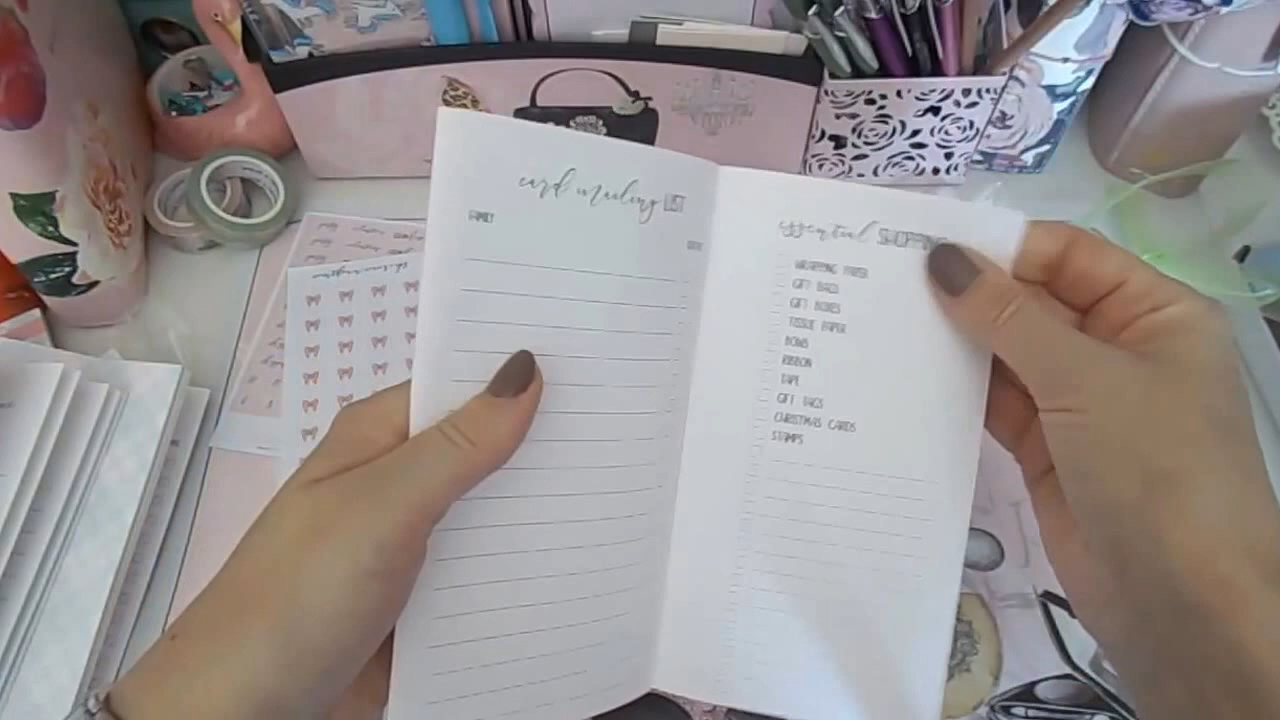 card mailing LIST
FAMILY
essential SHOPPING
WRAPPING PAPER
GIFT BAGS
GIFT BOXES
TISSUE PAPER
BOWS
RIBBON
TAPE
GIFT TAGS
CHRISTMAS CARDS
STAMPS